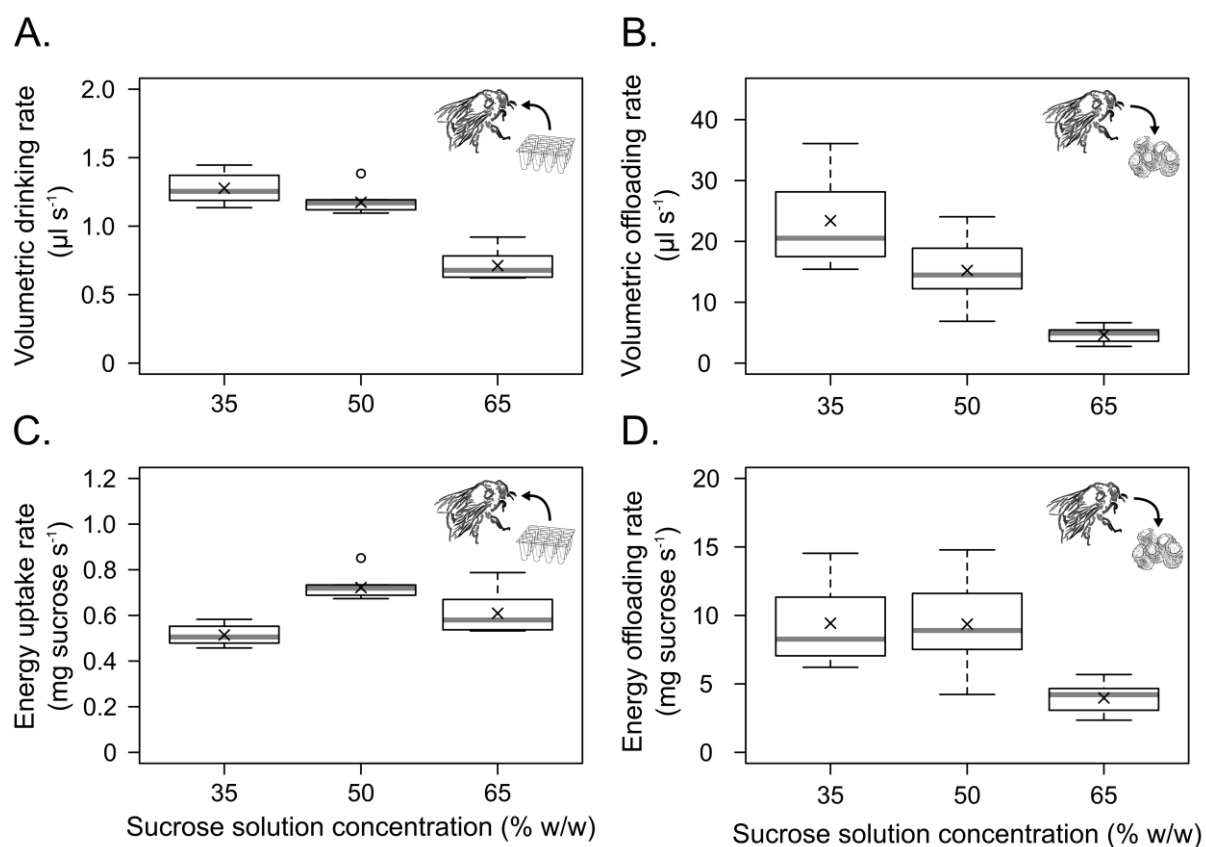 A.
Volumetric drinking rate
(µl s⁻¹)
2.0
1.5
1.0
0.5
0
35
50
65
B.
Volumetric offloading rate
(µl s⁻¹)
40
30
20
10
0
35
50
65
C.
Energy uptake rate
(mg sucrose s⁻¹)
1.2
1.0
0.8
0.6
0.4
0.2
0
35
50
65
Sucrose solution concentration (% w/w)
D.
Energy offloading rate
(mg sucrose s⁻¹)
20
15
10
5
0
35
50
65
Sucrose solution concentration (% w/w)